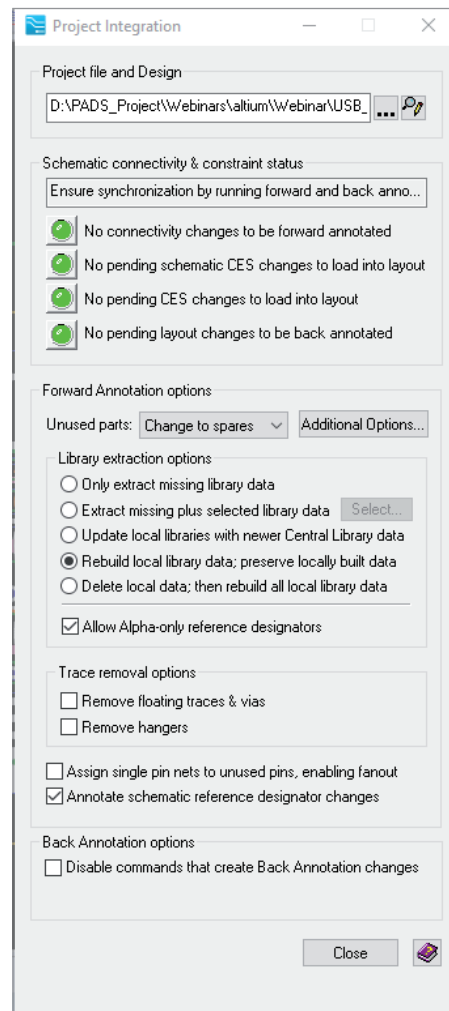 Project Integration
Project file and Design
D:\PADS_Project\Webinars\altium\Webinar\USB_
...
Schematic connectivity & constraint status
Ensure synchronization by running forward and back anno...
No connectivity changes to be forward annotated
No pending schematic CES changes to load into layout
No pending CES changes to load into layout
No pending layout changes to be back annotated
Forward Annotation options
Unused parts: Change to spares Additional Options...
Library extraction options
Only extract missing library data
Extract missing plus selected library data Select...
Update local libraries with newer Central Library data
Rebuild local library data; preserve locally built data
Delete local data; then rebuild all local library data
Allow Alpha-only reference designators
Trace removal options
Remove floating traces & vias
Remove hangers
Assign single pin nets to unused pins, enabling fanout
Annotate schematic reference designator changes
Back Annotation options
Disable commands that create Back Annotation changes
Close